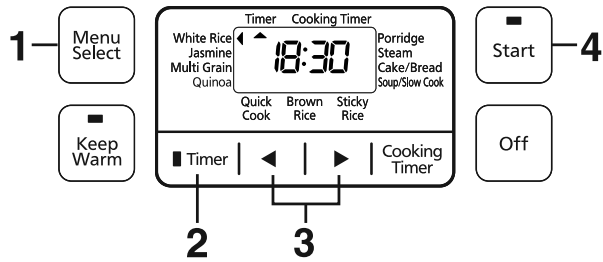 1
Menu
Select
Keep
Warm
Timer Cooking Timer
White Rice
Jasmine
Multi Grain
Quinoa
18:30
Porridge
Steam
Cake/Bread
Soup/Slow Cook
Quick
Cook
Brown
Rice
Sticky
Rice
Timer
Cooking
Timer
Start
4
Off
2
3